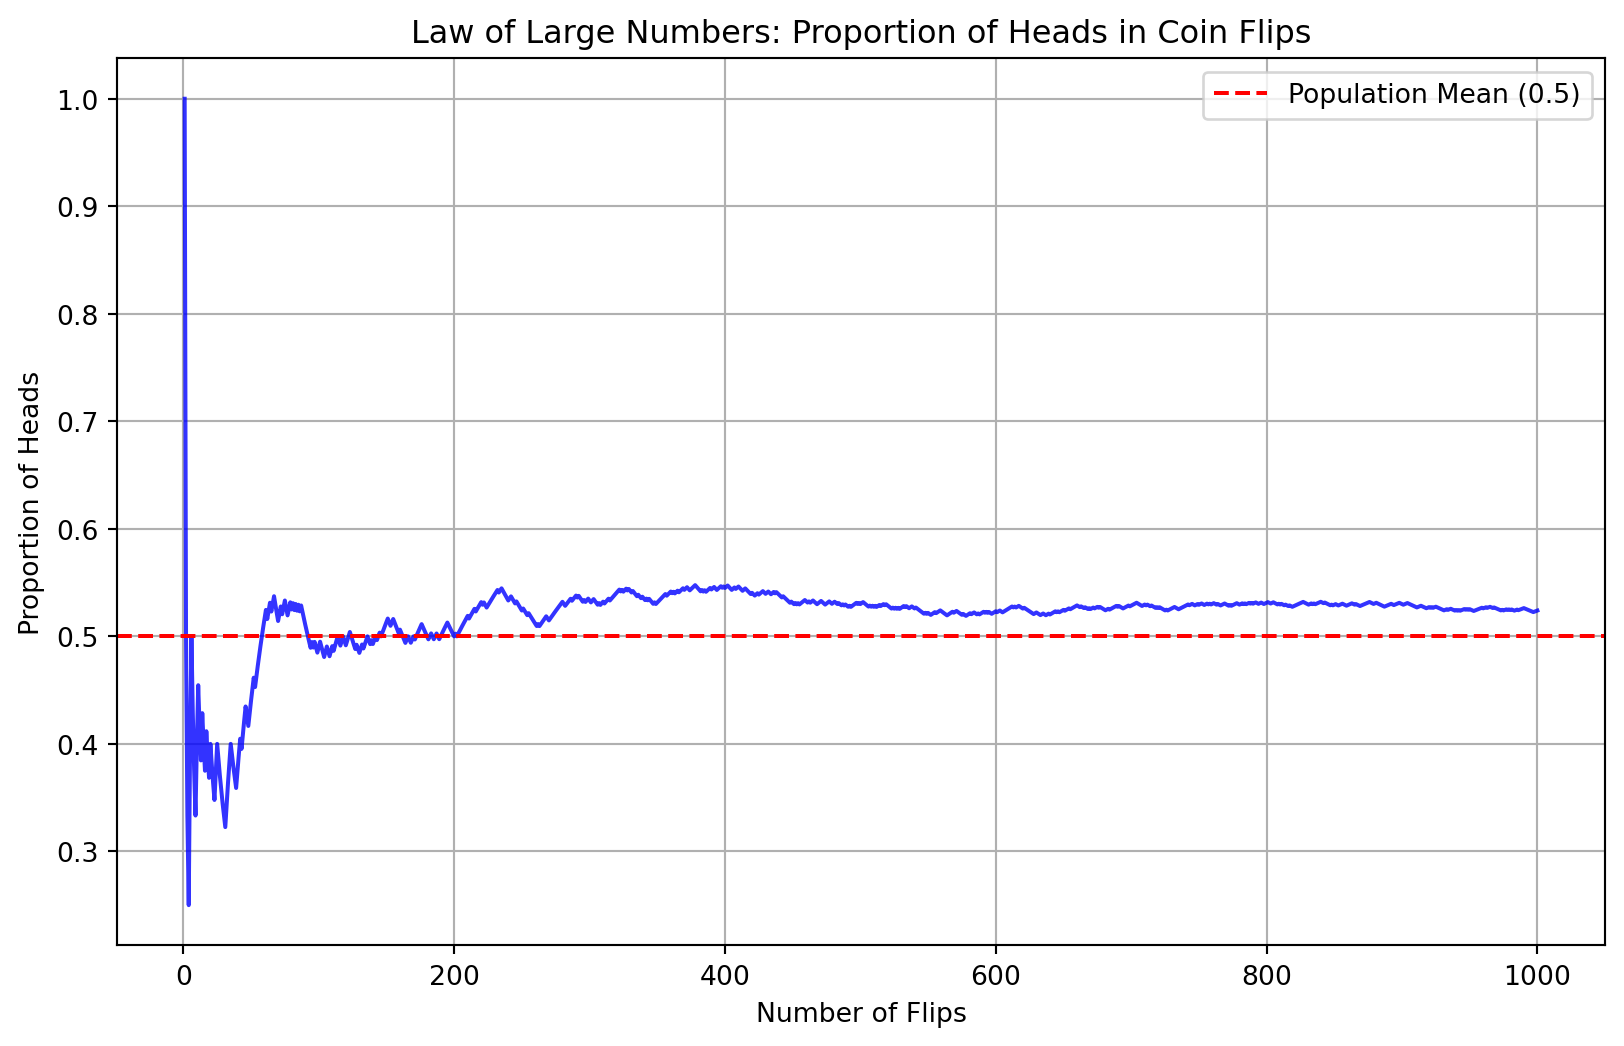 Law of Large Numbers: Proportion of Heads in Coin Flips
Population Mean (0.5)
1.0
0.9
0.8
0.7
0.6
0.5
0.4
0.3
Proportion of Heads
0 200 400 600 800 1000
Number of Flips